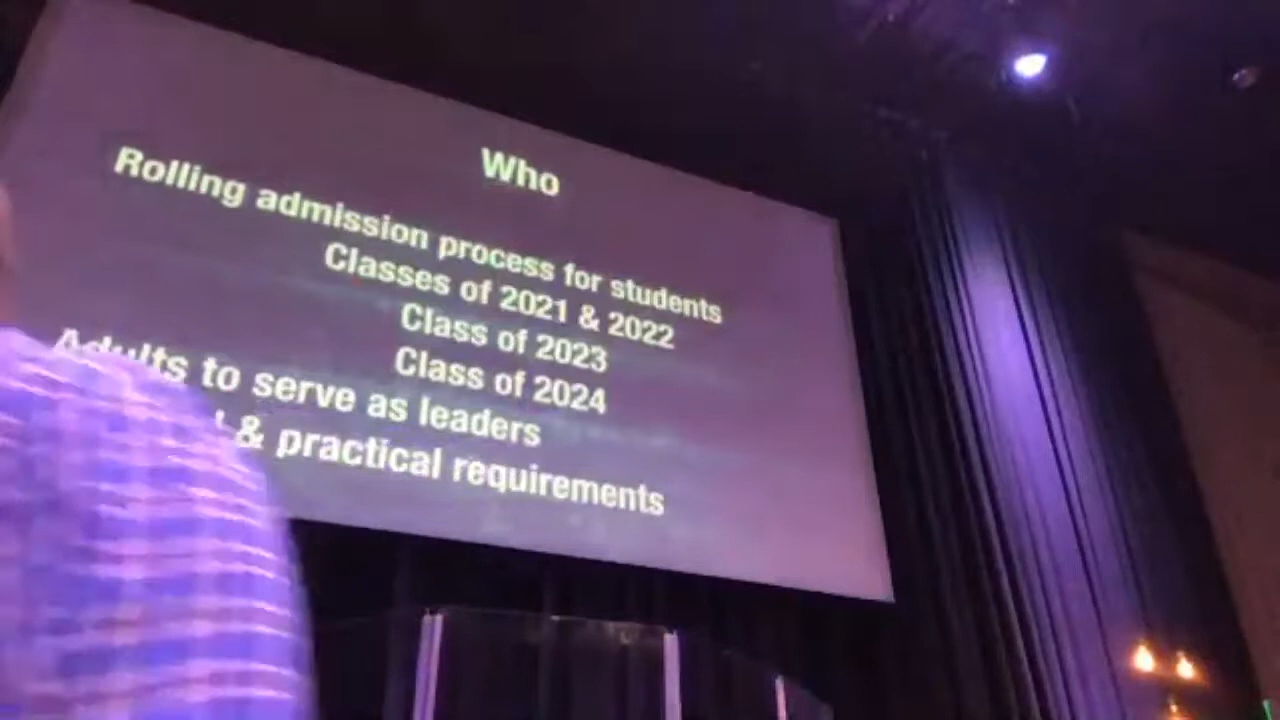 Who
Rolling admission process for students
Classes of 2021 & 2022
Class of 2023
Class of 2024
Adults to serve as leaders
& practical requirements